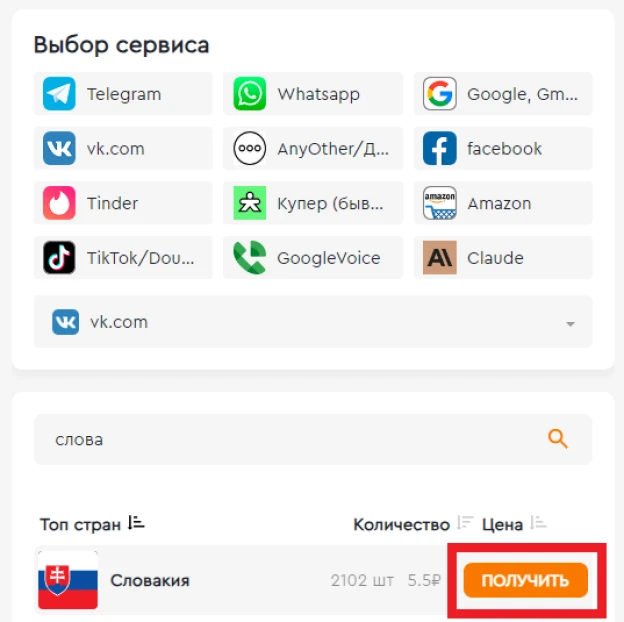 Выбор сервиса
Telegram Whatsapp Google, Gm...
vk.com AnyOther/Д... facebook
Tinder Купер (быв... amazon Amazon
TikTok/Dou... GoogleVoice Claude
vk.com
слова
Топ стран Количество Цена
Словакия 2102 шт 5.5₽ ПОЛУЧИТЬ